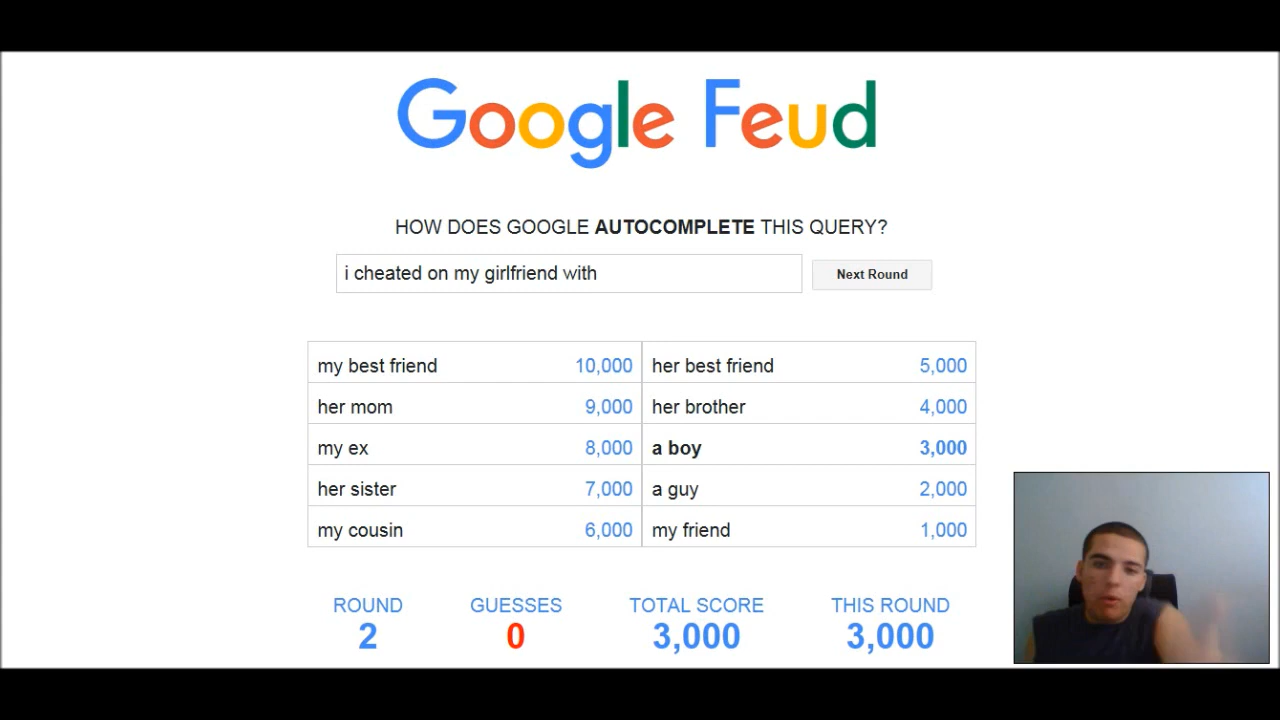 Google Feud
HOW DOES GOOGLE AUTOCOMPLETE THIS QUERY?
i cheated on my girlfriend with
Next Round
my best friend 10,000 her best friend 5,000
her mom 9,000 her brother 4,000
my ex 8,000 a boy 3,000
her sister 7,000 a guy 2,000
my cousin 6,000 my friend 1,000
ROUND GUESSES TOTAL SCORE THIS ROUND
2 0 3,000 3,000